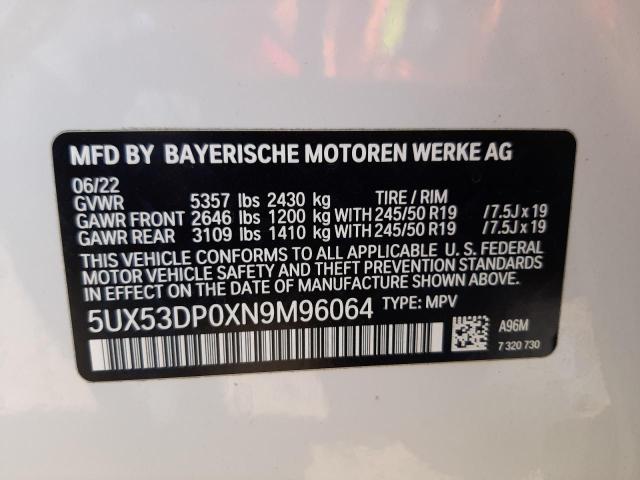 MFD BY BAYERISCHE MOTOREN WERKE AG
06/22
GVWR 5357 lbs 2430 kg TIRE / RIM
GAWR FRONT 2646 lbs 1200 kg WITH 245/50 R19 /7.5J x 19
GAWR REAR 3109 lbs 1410 kg WITH 245/50 R19 /7.5J x 19
THIS VEHICLE CONFORMS TO ALL APPLICABLE U. S. FEDERAL
MOTOR VEHICLE SAFETY AND THEFT PREVENTION STANDARDS
IN EFFECT ON THE DATE OF MANUFACTURE SHOWN ABOVE.
5UX53DP0XN9M96064 TYPE: MPV
A96M
7 320 730